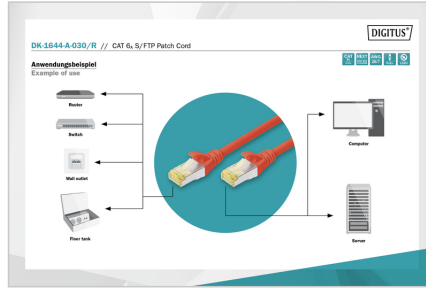 DIGITUS®
DK-1644-A-030/R // CAT 6A S/FTP Patch Cord
Anwendungsbeispiel
Example of use
Router
Switch
Wall outlet
Floor tank
Computer
Server